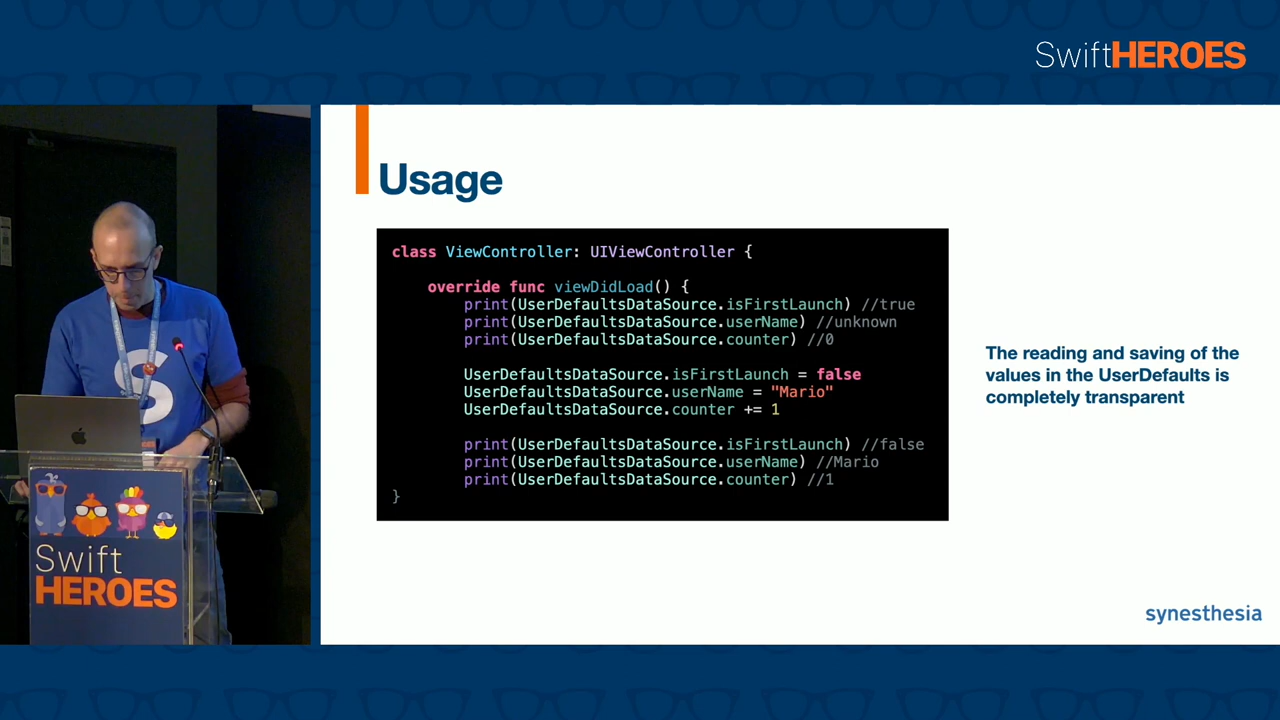 SwiftHEROES
Usage
class ViewController: UIViewController {
override func viewDidLoad() {
print(UserDefaultsDataSource.isFirstLaunch) //true
print(UserDefaultsDataSource.userName) //unknown
print(UserDefaultsDataSource.counter) //0
UserDefaultsDataSource.isFirstLaunch = false
UserDefaultsDataSource.userName = "Mario"
UserDefaultsDataSource.counter += 1
print(UserDefaultsDataSource.isFirstLaunch) //false
print(UserDefaultsDataSource.userName) //Mario
print(UserDefaultsDataSource.counter) //1
}
The reading and saving of the
values in the UserDefaults is
completely transparent
S
Swift
HEROES
synesthesia